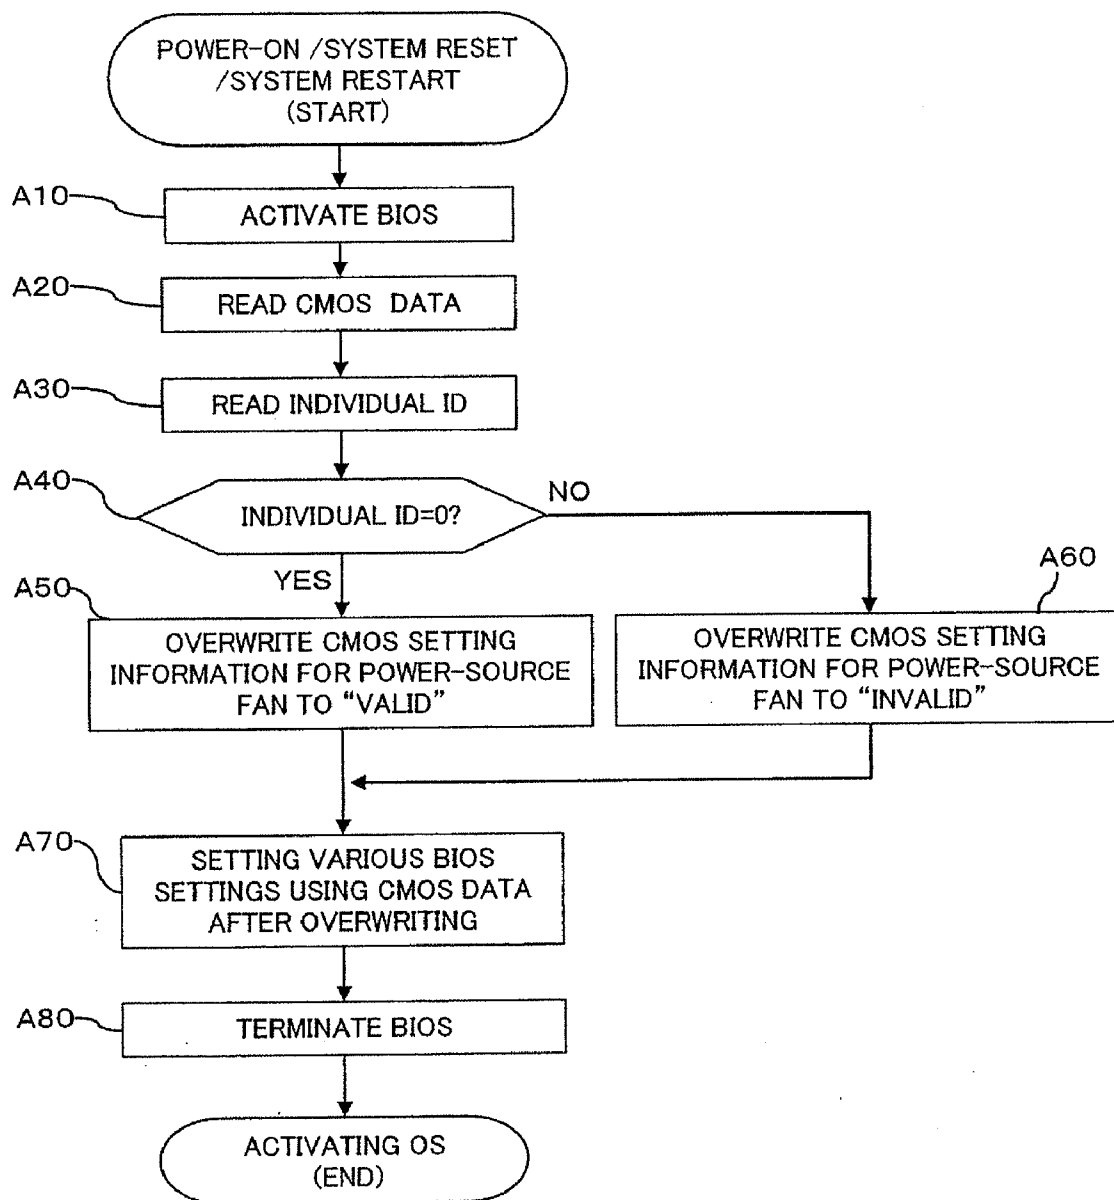 POWER-ON /SYSTEM RESET
/SYSTEM RESTART
(START)
A10
ACTIVATE BIOS
A20
READ CMOS DATA
A30
READ INDIVIDUAL ID
A40
INDIVIDUAL ID=0?
NO
YES
A50
OVERWRITE CMOS SETTING
INFORMATION FOR POWER-SOURCE
FAN TO “VALID”
A60
OVERWRITE CMOS SETTING
INFORMATION FOR POWER-SOURCE
FAN TO “INVALID”
A70
SETTING VARIOUS BIOS
SETTINGS USING CMOS DATA
AFTER OVERWRITING
A80
TERMINATE BIOS
ACTIVATING OS
(END)